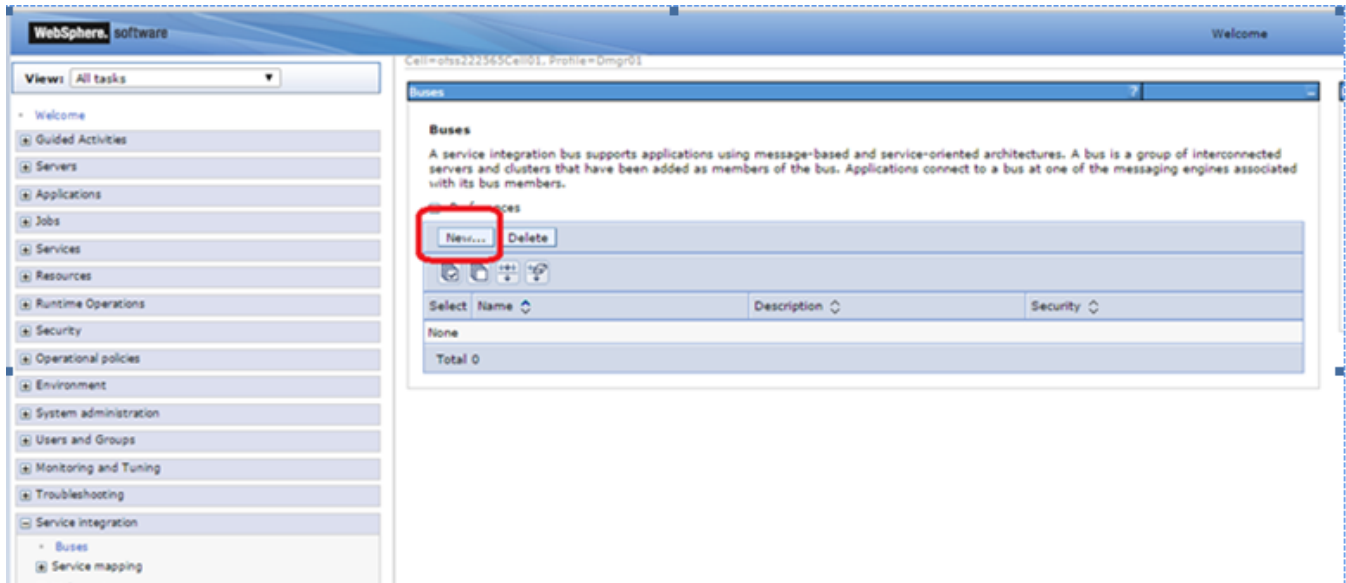 WebSphere. software
Welcome
View: All tasks
Cell=ofss222565Cell01, Profile=Dmgr01
Welcome
Guided Activities
Servers
Applications
Jobs
Services
Resources
Runtime Operations
Security
Operational policies
Environment
System administration
Users and Groups
Monitoring and Tuning
Troubleshooting
Service integration
Buses
Service mapping
Buses
?
Buses
A service integration bus supports applications using message-based and service-oriented architectures. A bus is a group of interconnected
servers and clusters that have been added as members of the bus. Applications connect to a bus at one of the messaging engines associated
with its bus members.
Preferences
New... Delete
Select Name Description Security
None
Total 0